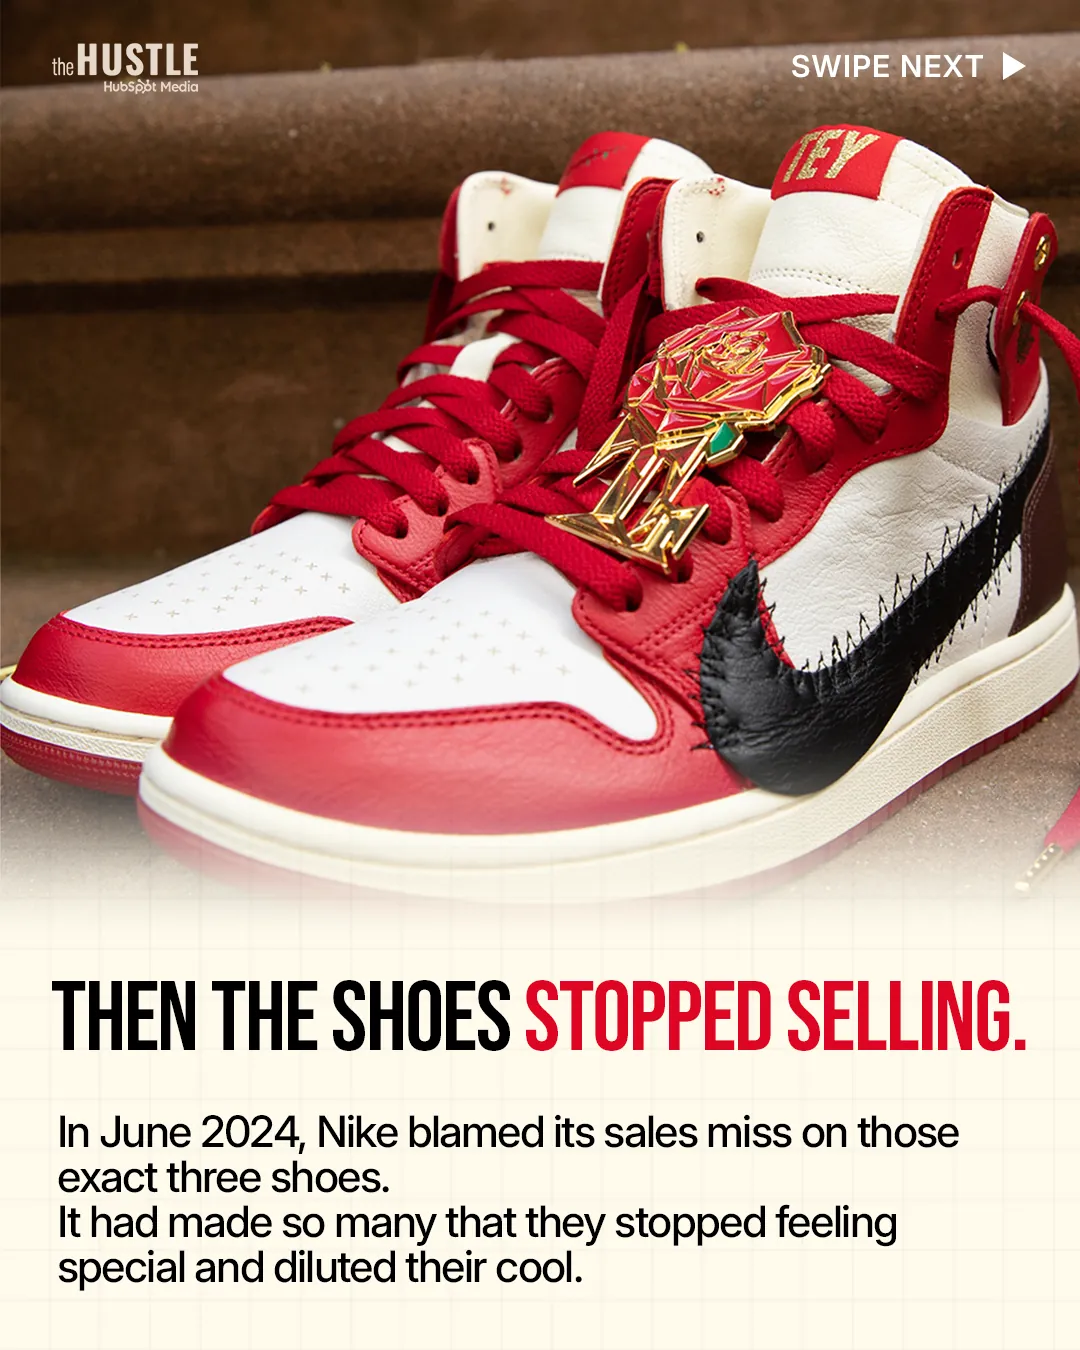 the HUSTLE
HubSpot Media
SWIPE NEXT
TEY
THEN THE SHOES STOPPED SELLING.
In June 2024, Nike blamed its sales miss on those
exact three shoes.
It had made so many that they stopped feeling
special and diluted their cool.